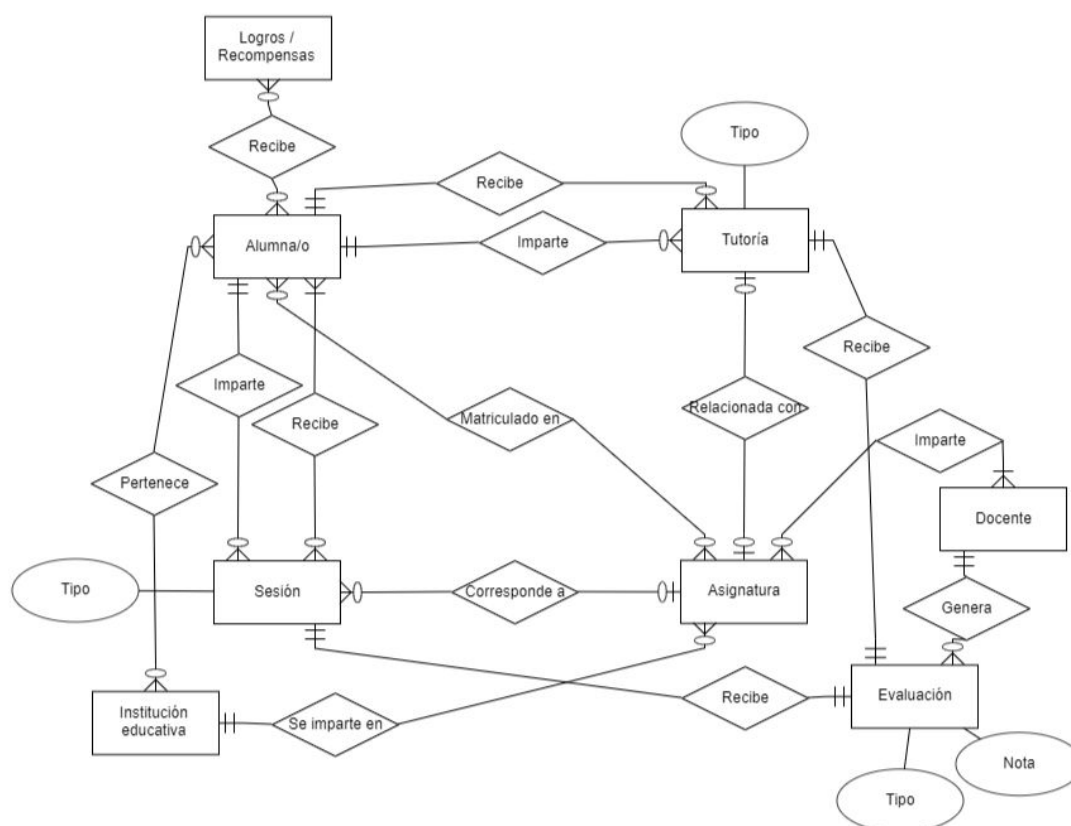 Logros /
Recompensas
Recibe
Tipo
Recibe
Alumna/o
Imparte
Tutoría
Imparte
Recibe
Matriculado en
Relacionada con
Recibe
Imparte
Pertenece
Docente
Tipo
Sesión
Corresponde a
Asignatura
Genera
Institución
educativa
Se imparte en
Recibe
Evaluación
Nota
Tipo